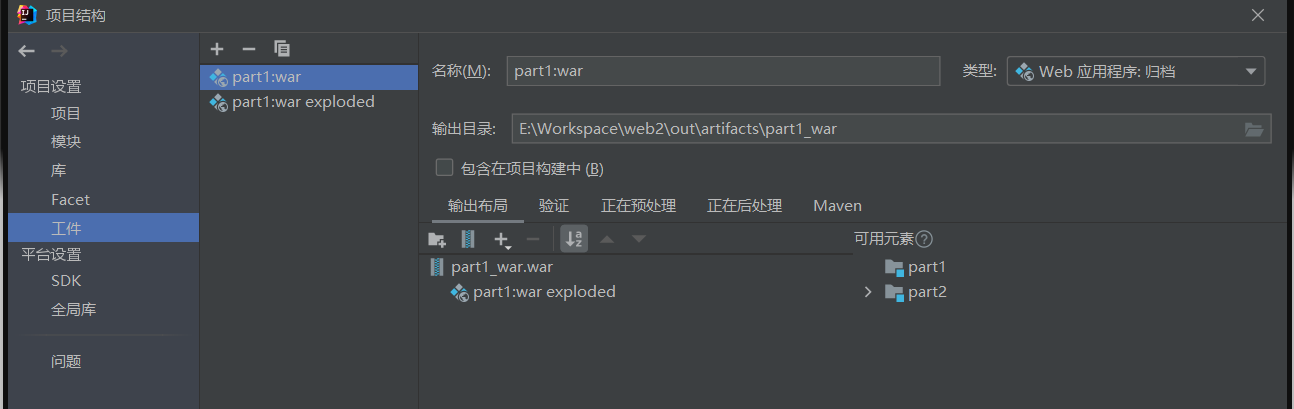 项目结构
项目设置
项目
模块
库
Facet
工件
平台设置
SDK
全局库
问题
part1:war
part1:war exploded
名称(M): part1:war 类型: Web 应用程序: 归档
输出目录: E:\Workspace\web2\out\artifacts\part1_war
包含在项目构建中 (B)
输出布局 验证 正在预处理 正在后处理 Maven
可用元素
part1_war.war
part1:war exploded
part1
part2